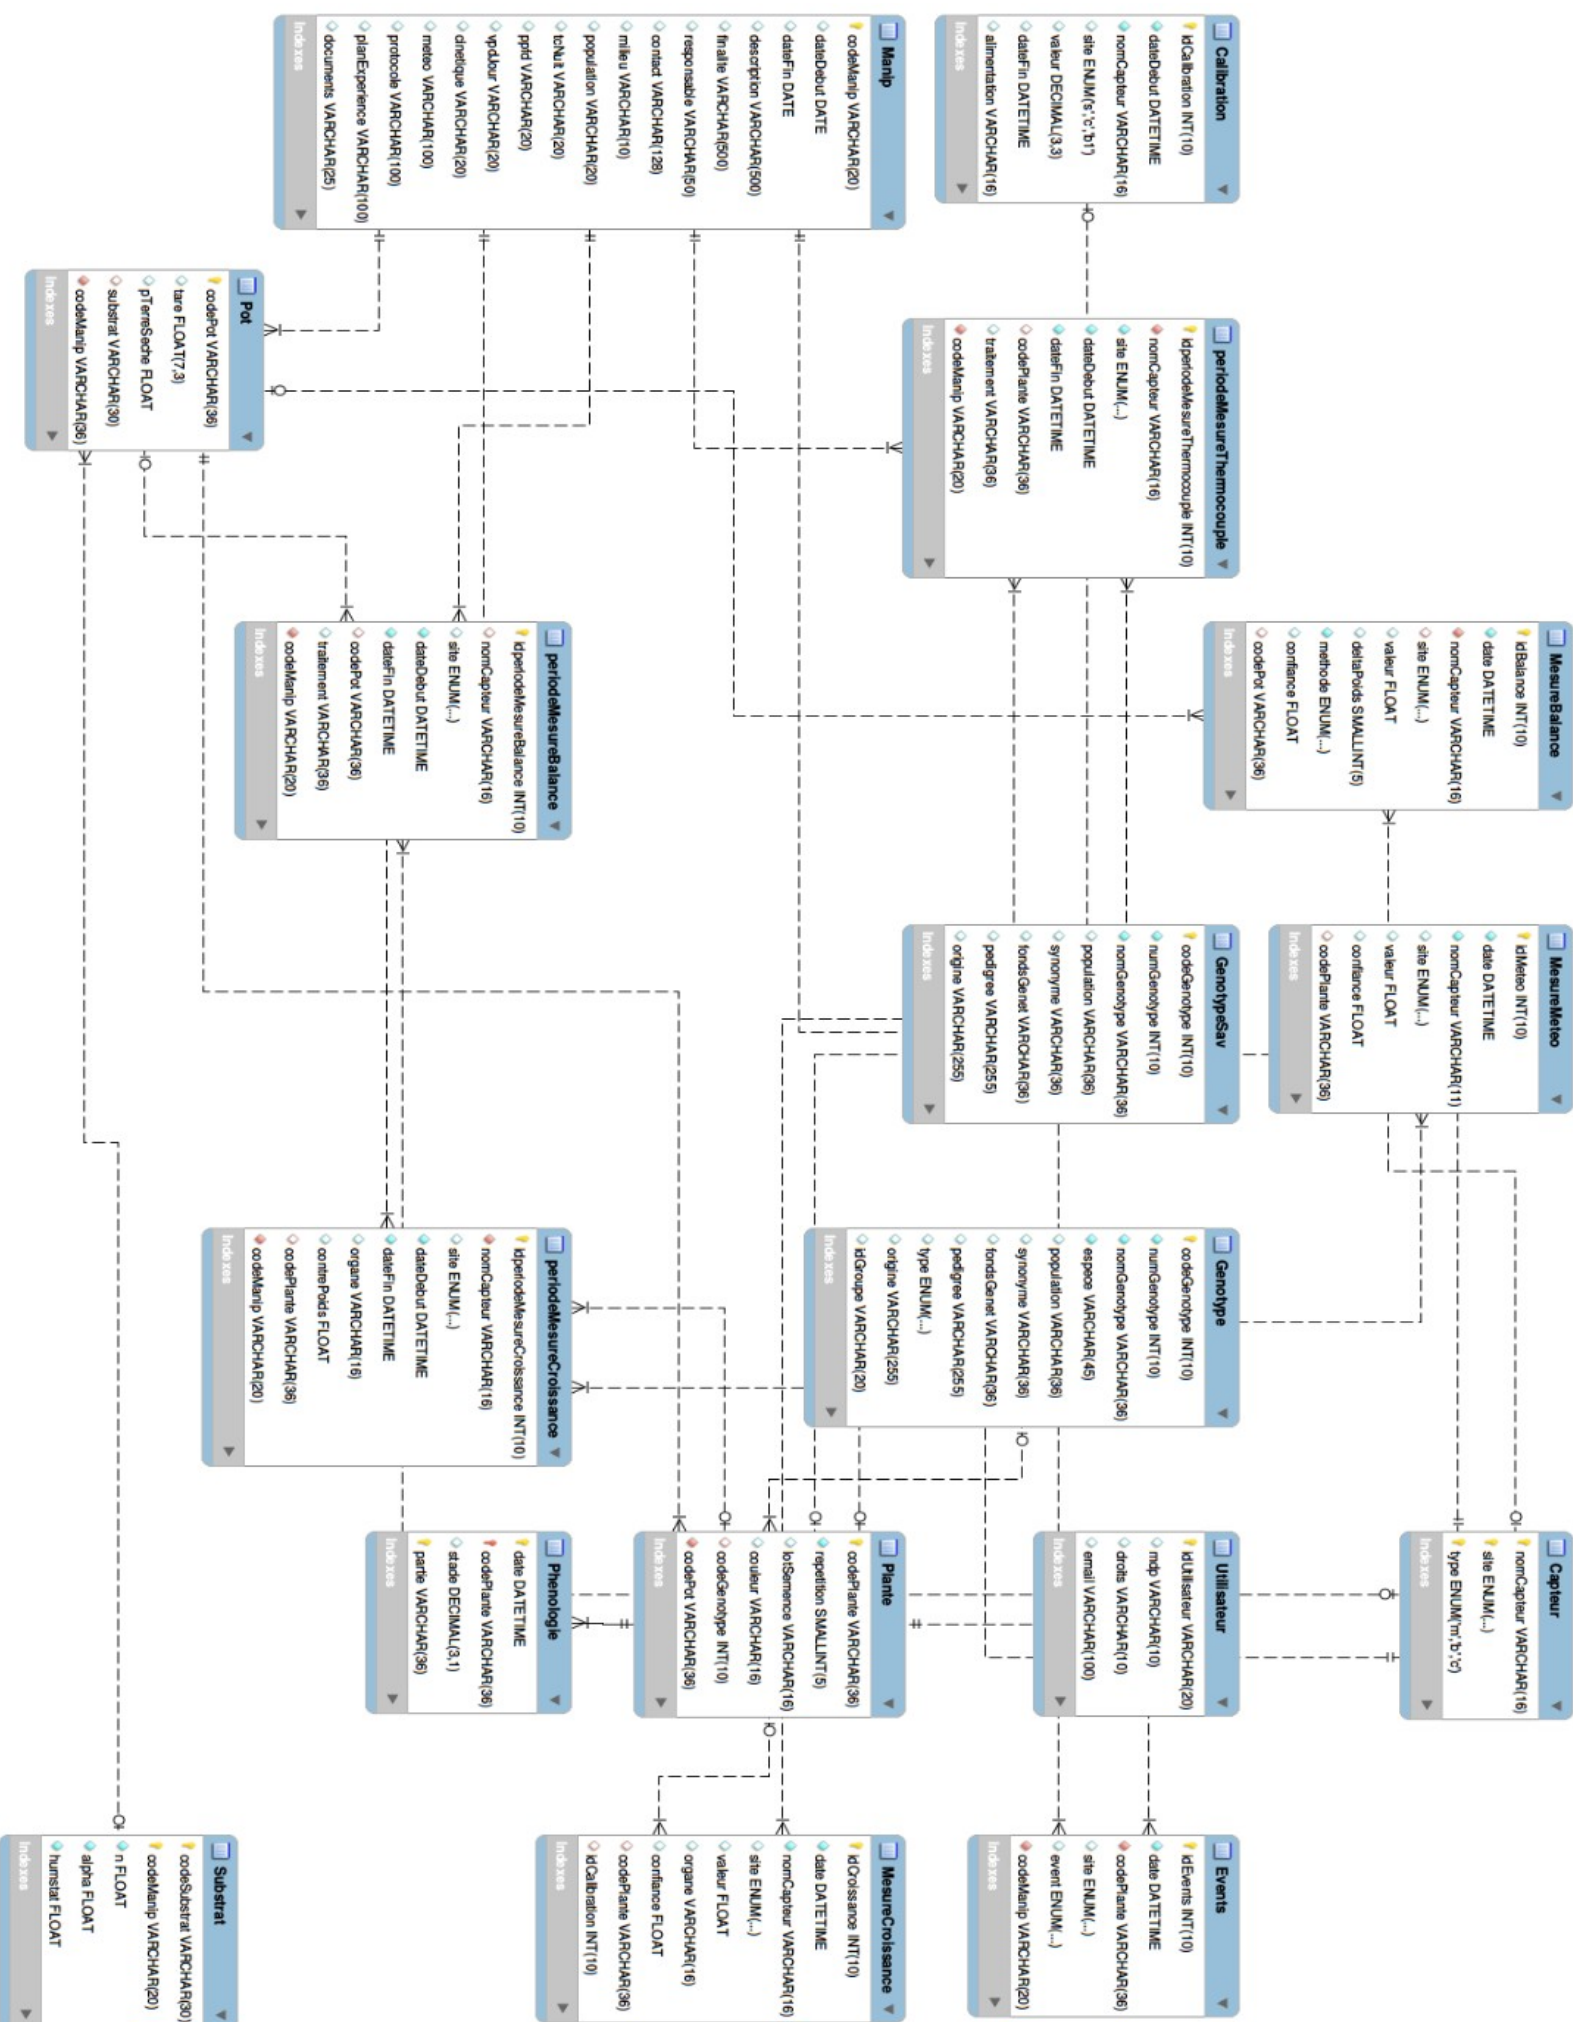 MesureBalance
idBalance INT(10)
date DATETIME
nomCapteur VARCHAR(16)
site ENUM(...)
valeur FLOAT
deltaPoids SMALLINT(5)
methode ENUM(...)
confiance FLOAT
codePot VARCHAR(36)
Indexes
MesureMeteo
idMeteo INT(10)
date DATETIME
nomCapteur VARCHAR(11)
site ENUM(...)
valeur FLOAT
confiance FLOAT
codePlante VARCHAR(36)
Indexes
Capteur
nomCapteur VARCHAR(16)
site ENUM(...)
type ENUM('m','b','c')
Indexes
Calibration
idCalibration INT(10)
dateDebut DATETIME
nomCapteur VARCHAR(16)
site ENUM('s','c','b1')
valeur DECIMAL(3,3)
dateFin DATETIME
alimentation VARCHAR(16)
Indexes
periodeMesureThermocouple
idperiodeMesureThermocouple INT(10)
nomCapteur VARCHAR(16)
site ENUM(...)
dateDebut DATETIME
dateFin DATETIME
codePlante VARCHAR(36)
traitement VARCHAR(36)
codeManip VARCHAR(20)
Indexes
GenotypeSav
codeGenotype INT(10)
numGenotype INT(10)
nomGenotype VARCHAR(36)
population VARCHAR(36)
synonyme VARCHAR(36)
fondsGenet VARCHAR(36)
pedigree VARCHAR(255)
origine VARCHAR(255)
Indexes
Genotype
codeGenotype INT(10)
numGenotype INT(10)
nomGenotype VARCHAR(36)
espece VARCHAR(45)
population VARCHAR(36)
synonyme VARCHAR(36)
fondsGenet VARCHAR(36)
pedigree VARCHAR(255)
type ENUM(...)
origine VARCHAR(255)
idGroupe VARCHAR(20)
Indexes
Utilisateur
idUtilisateur VARCHAR(20)
mdp VARCHAR(10)
droits VARCHAR(10)
email VARCHAR(100)
Indexes
Events
idEvents INT(10)
date DATETIME
codePlante VARCHAR(36)
site ENUM(...)
event ENUM(...)
codeManip VARCHAR(20)
Indexes
Manip
codeManip VARCHAR(20)
dateDebut DATE
dateFin DATE
description VARCHAR(500)
finalite VARCHAR(500)
responsable VARCHAR(50)
contact VARCHAR(128)
milieu VARCHAR(10)
population VARCHAR(20)
tcNuit VARCHAR(20)
ppfd VARCHAR(20)
vpdJour VARCHAR(20)
cinetique VARCHAR(20)
meteo VARCHAR(100)
protocole VARCHAR(100)
planExperience VARCHAR(100)
documents VARCHAR(25)
Indexes
Plante
codePlante VARCHAR(36)
repetition SMALLINT(5)
lotSemence VARCHAR(16)
couleur VARCHAR(16)
codeGenotype INT(10)
codePot VARCHAR(36)
Indexes
MesureCroissance
idCroissance INT(10)
date DATETIME
nomCapteur VARCHAR(16)
site ENUM(...)
valeur FLOAT
organe VARCHAR(16)
confiance FLOAT
codePlante VARCHAR(36)
idCalibration INT(10)
Indexes
periodeMesureBalance
idperiodeMesureBalance INT(10)
nomCapteur VARCHAR(16)
site ENUM(...)
dateDebut DATETIME
dateFin DATETIME
codePot VARCHAR(36)
traitement VARCHAR(36)
codeManip VARCHAR(20)
Indexes
periodeMesureCroissance
idperiodeMesureCroissance INT(10)
nomCapteur VARCHAR(16)
site ENUM(...)
dateDebut DATETIME
dateFin DATETIME
organe VARCHAR(16)
contrePoids FLOAT
codePlante VARCHAR(36)
codeManip VARCHAR(20)
Indexes
Phenologie
date DATETIME
codePlante VARCHAR(36)
stade DECIMAL(3,1)
partie VARCHAR(36)
Indexes
Pot
codePot VARCHAR(36)
tare FLOAT(7,3)
pTerreSeche FLOAT
substrat VARCHAR(30)
codeManip VARCHAR(36)
Indexes
Substrat
codeSubstrat VARCHAR(30)
codeManip VARCHAR(20)
n FLOAT
alpha FLOAT
humstat FLOAT
Indexes